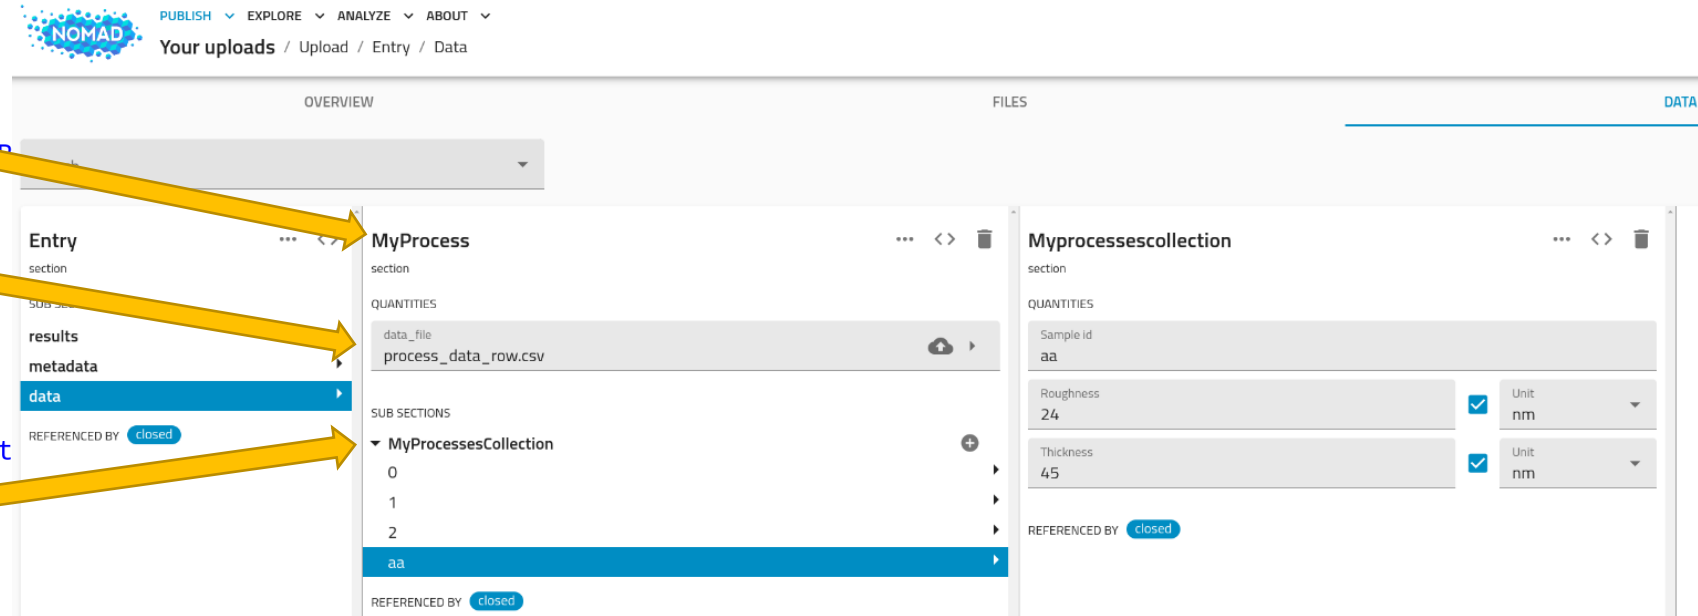 NOMAD
PUBLISH EXPLORE ANALYZE ABOUT
Your uploads / Upload / Entry / Data
OVERVIEW FILES DATA
Entry
section
results
metadata
data
REFERENCED BY closed
t
MyProcess
section
QUANTITIES
data_file
process_data_row.csv
SUB SECTIONS
MyProcessesCollection
0
1
2
aa
REFERENCED BY closed
Myprocessescollection
section
QUANTITIES
Sample id
aa
Roughness
24
Unit
nm
Thickness
45
Unit
nm
REFERENCED BY closed